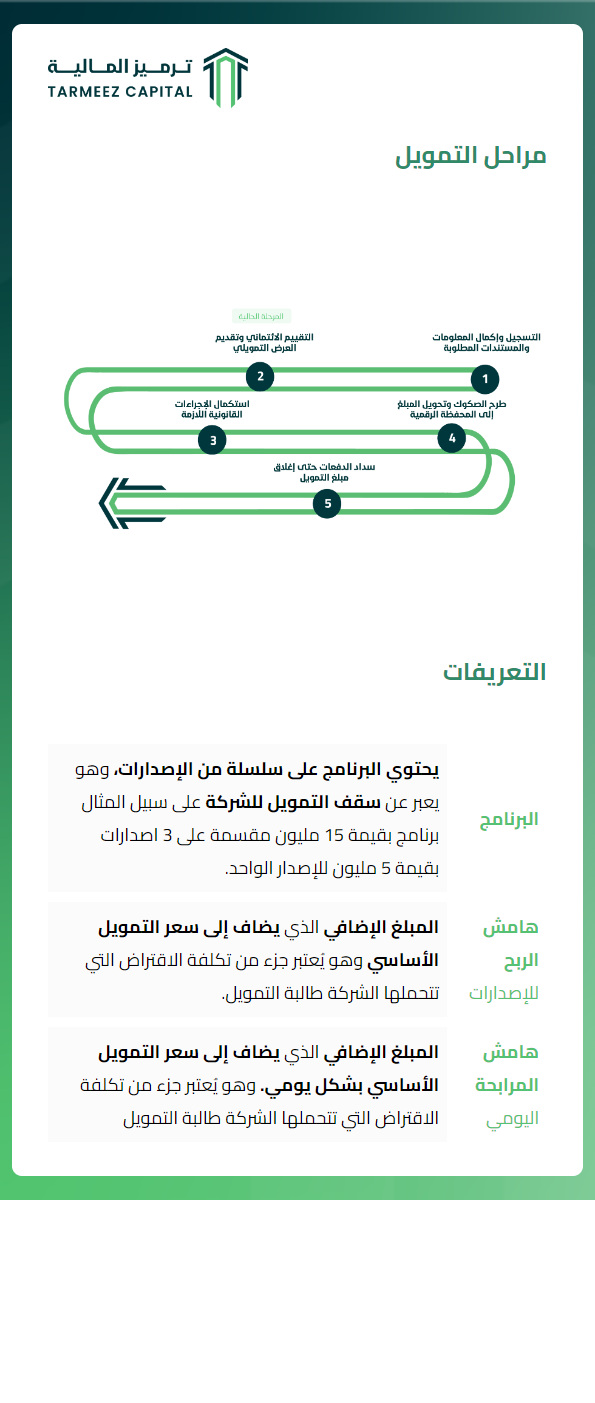 ترميز المالية
TARMEEZ CAPITAL
مراحل التمويل
المرحلة الحالية
التسجيل وإكمال المعلومات
والمستندات المطلوبة
1
التقييم الائتماني وتقديم
العرض التمويلي
2
استكمال الإجراءات
القانونية اللازمة
3
طرح الصكوك وتحويل المبلغ
إلى المحفظة الرقمية
4
سداد الدفعات حتى إغلاق
مبلغ التمويل
5
التعريفات
البرنامج
يحتوي البرنامج على سلسلة من الإصدارات، وهو
يعبر عن سقف التمويل للشركة على سبيل المثال
برنامج بقيمة 15 مليون مقسمة على 3 اصدارات
بقيمة 5 مليون للإصدار الواحد.
هامش
الربح
للإصدارات
المبلغ الإضافي الذي يضاف إلى سعر التمويل
الأساسي وهو يُعتبر جزء من تكلفة الاقتراض التي
تتحملها الشركة طالبة التمويل.
هامش
المرابحة
اليومي
المبلغ الإضافي الذي يضاف إلى سعر التمويل
الأساسي بشكل يومي. وهو يُعتبر جزء من تكلفة
الاقتراض التي تتحملها الشركة طالبة التمويل